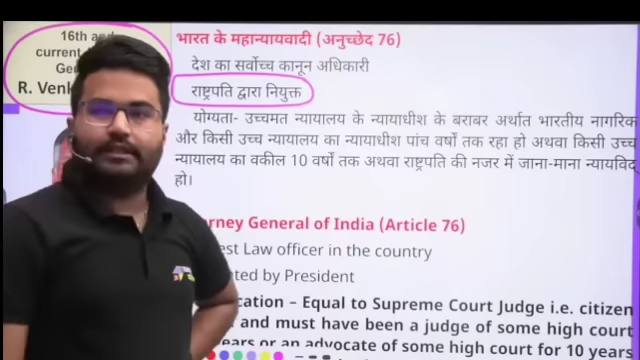 16th and
current
R. Venk
भारत के महान्यायवादी (अनुच्छेद 76)
देश का सर्वोच्च कानून अधिकारी
राष्ट्रपति द्वारा नियुक्त
योग्यता- उच्चमत न्यायालय के न्यायाधीश के बराबर अर्थात भारतीय नागरिक
और किसी उच्च न्यायालय का न्यायाधीश पांच वर्षों तक रहा हो अथवा किसी उच्च
न्यायालय का वकील 10 वर्षों तक अथवा राष्ट्रपति की नजर में जाना-माना न्यायविद
हो।
orney General of India (Article 76)
est Law officer in the country
ted by President
cation – Equal to Supreme Court Judge i.e. citizen
and must have been a judge of some high court
ears or an advocate of some high court for 10 years